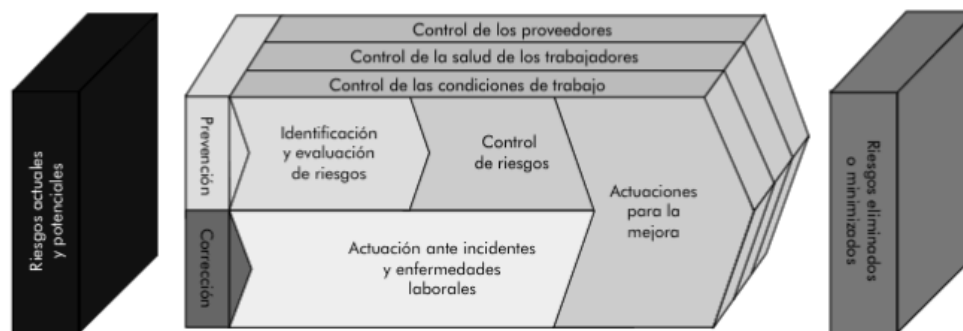 Riesgos actuales
y potenciales
Control de los proveedores
Control de la salud de los trabajadores
Control de las condiciones de trabajo
Prevención
Identificación
y evaluación
de riesgos
Control
de riesgos
Corrección
Actuación ante incidentes
y enfermedades
laborales
Actuaciones
para la
mejora
Riesgos eliminados
o minimizados